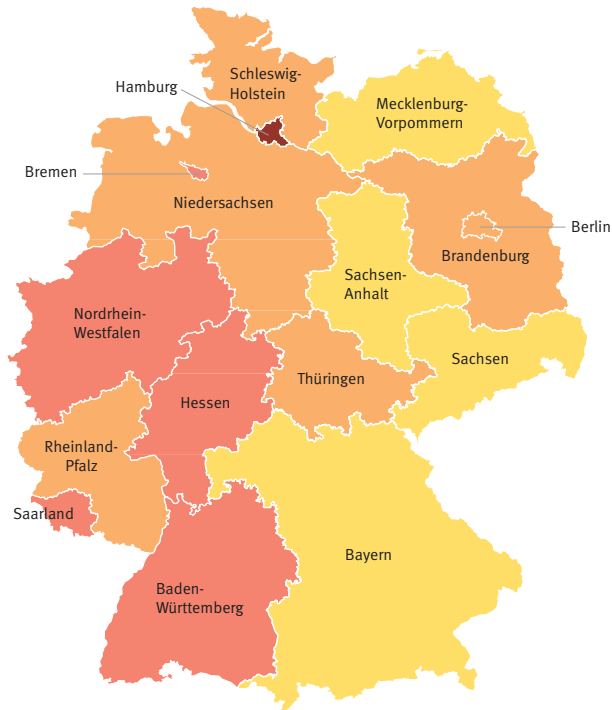 Schleswig-
Holstein
Hamburg
Mecklenburg-
Vorpommern
Bremen
Niedersachsen
Berlin
Brandenburg
Sachsen-
Anhalt
Nordrhein-
Westfalen
Sachsen
Thüringen
Hessen
Rheinland-
Pfalz
Saarland
Bayern
Baden-
Württemberg